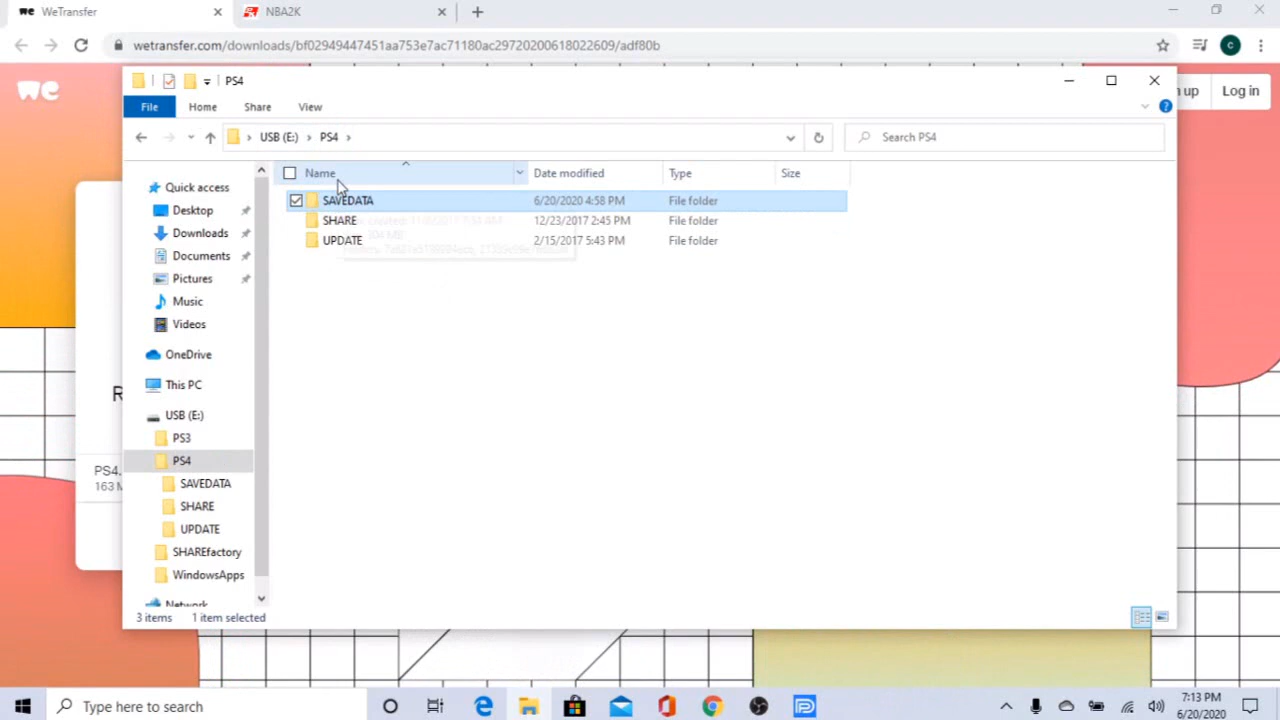 WeTransfer
NBA2K
wetransfer.com/downloads/bf02949447451aa753e7ac71180ac29720200618022609/adf80b
we
up
Log in
PS4
File
Home
Share
View
USB (E:) > PS4 >
Search PS4
Name
Date modified
Type
Size
SAVEDATA 6/20/2020 4:58 PM File folder
SHARE 12/23/2017 2:45 PM File folder
UPDATE 2/15/2017 5:43 PM File folder
Quick access
Desktop
Downloads
Documents
Pictures
Music
Videos
OneDrive
This PC
USB (E:)
PS3
PS4
SAVEDATA
SHARE
UPDATE
SHAREfactory
WindowsApps
Network
R
PS4.
163 M
3 items
1 item selected
Type here to search
7:13 PM
6/20/2020